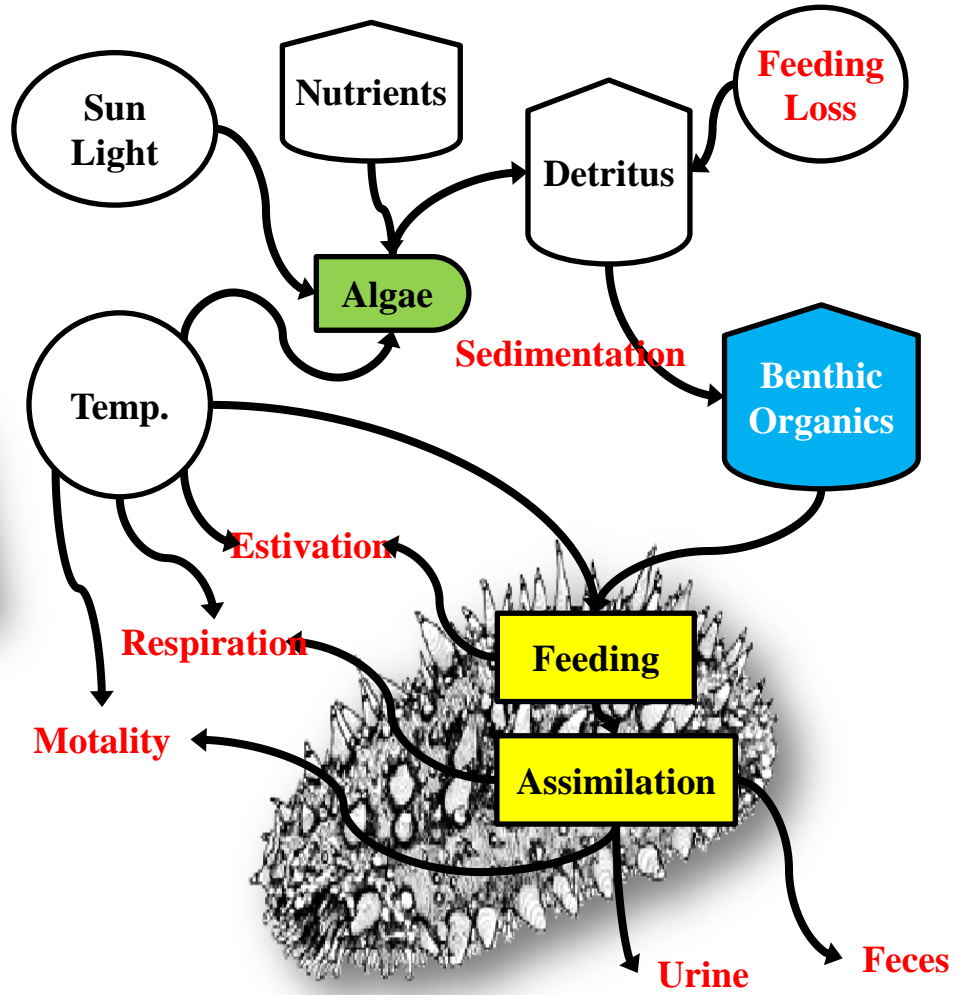 Sun
Light
Nutrients
Detritus
Feeding
Loss
Algae
Sedimentation
Benthic
Organics
Temp.
Estivation
Respiration
Motality
Feeding
Assimilation
Urine
Feces